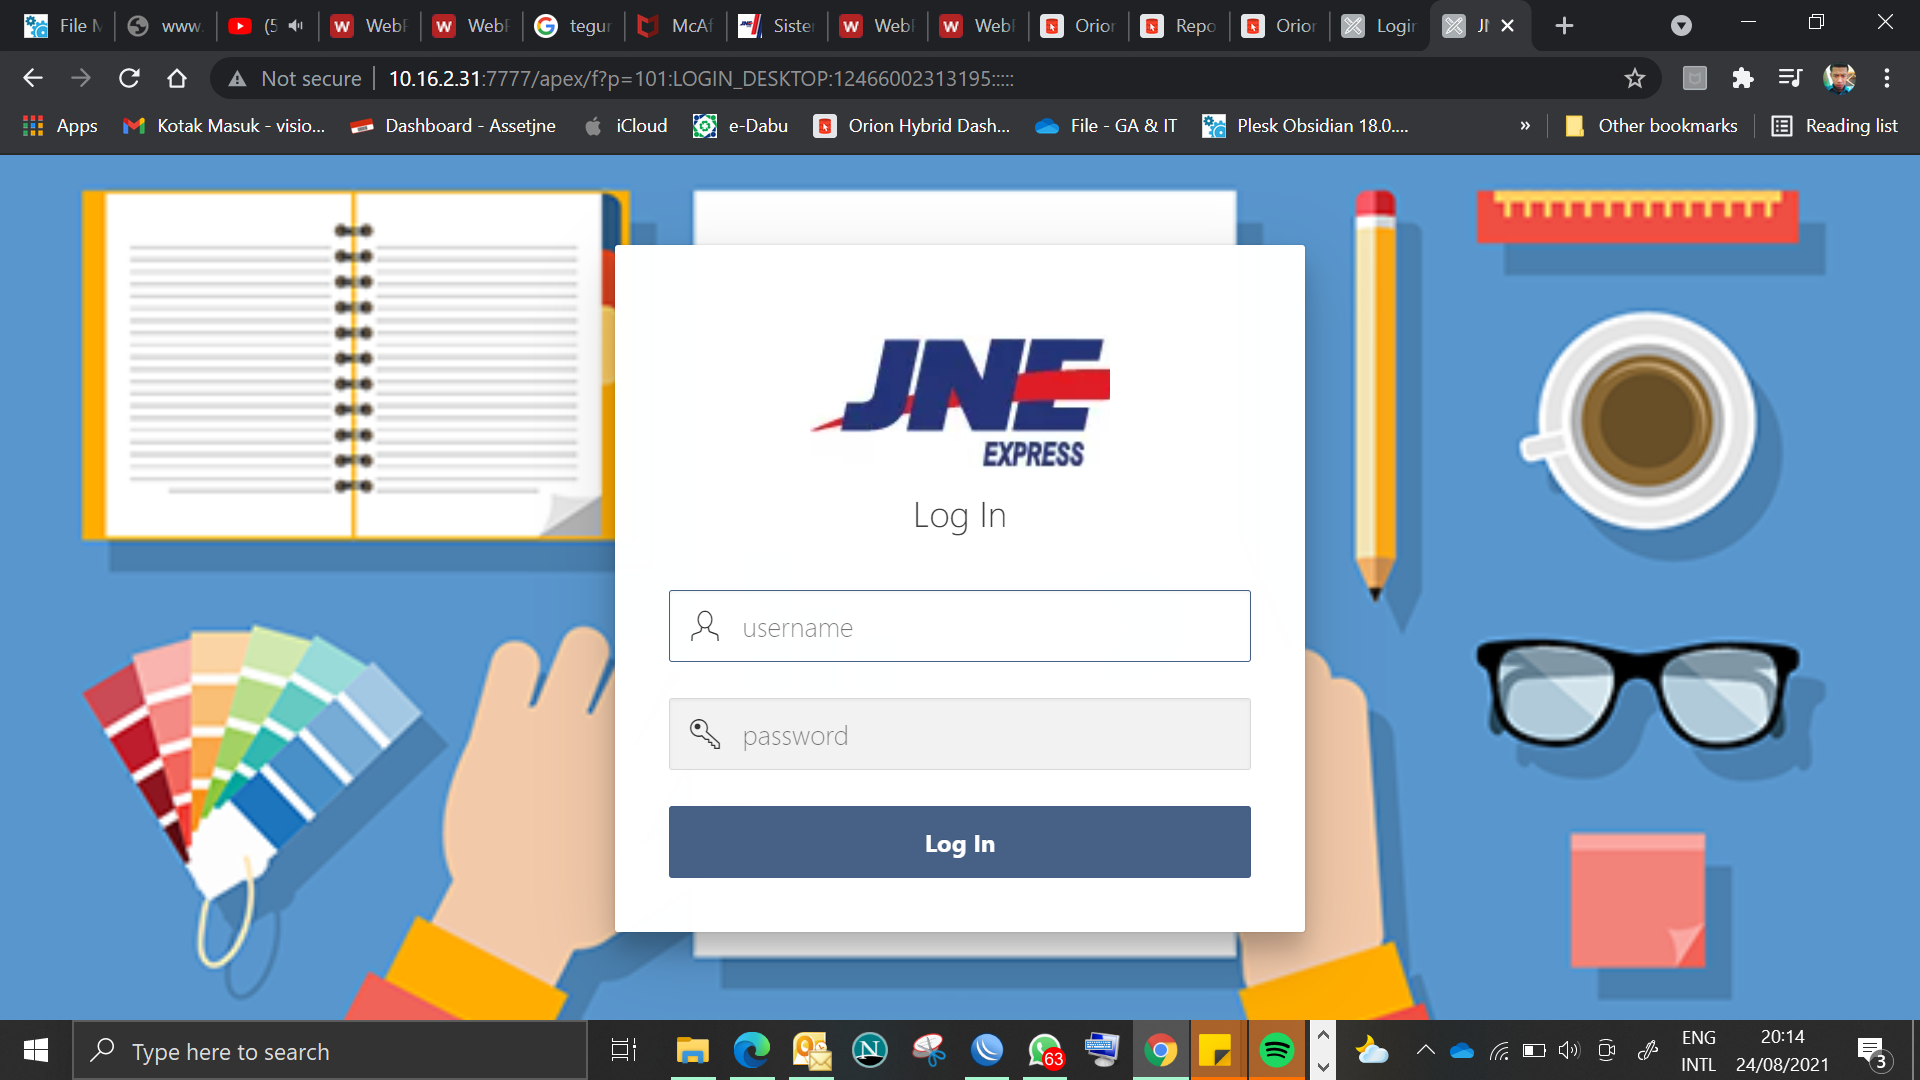 File M
www.
(5
WebF
WebF
tegur
McAf
Sister
WebF
WebF
Orior
Repo
Orior
Login
JN
Not secure
10.16.2.31:7777/apex/f?p=101:LOGIN_DESKTOP:12466002313195:::::
Apps
Kotak Masuk - visio...
Dashboard - Assetjne
iCloud
e-Dabu
Orion Hybrid Dash...
File - GA & IT
Plesk Obsidian 18.0....
»
Other bookmarks
Reading list
JNE
EXPRESS
Log In
username
password
Log In
Type here to search
63
ENG
INTL
20:14
24/08/2021
3